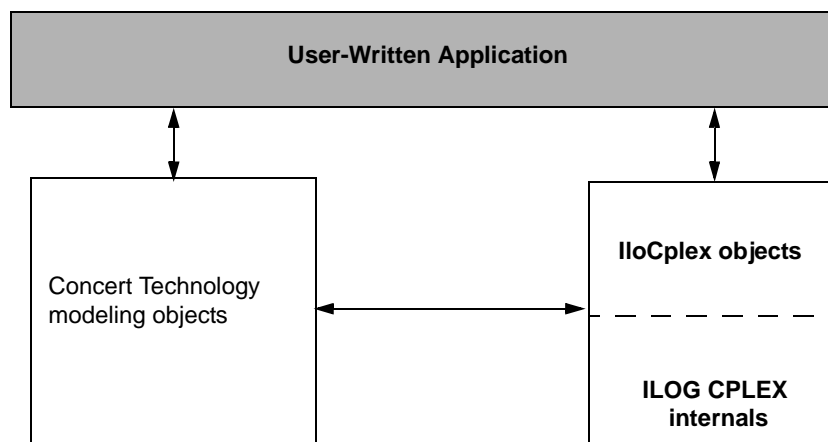 User-Written Application
Concert Technology
modeling objects
IloCplex objects
ILOG CPLEX
internals